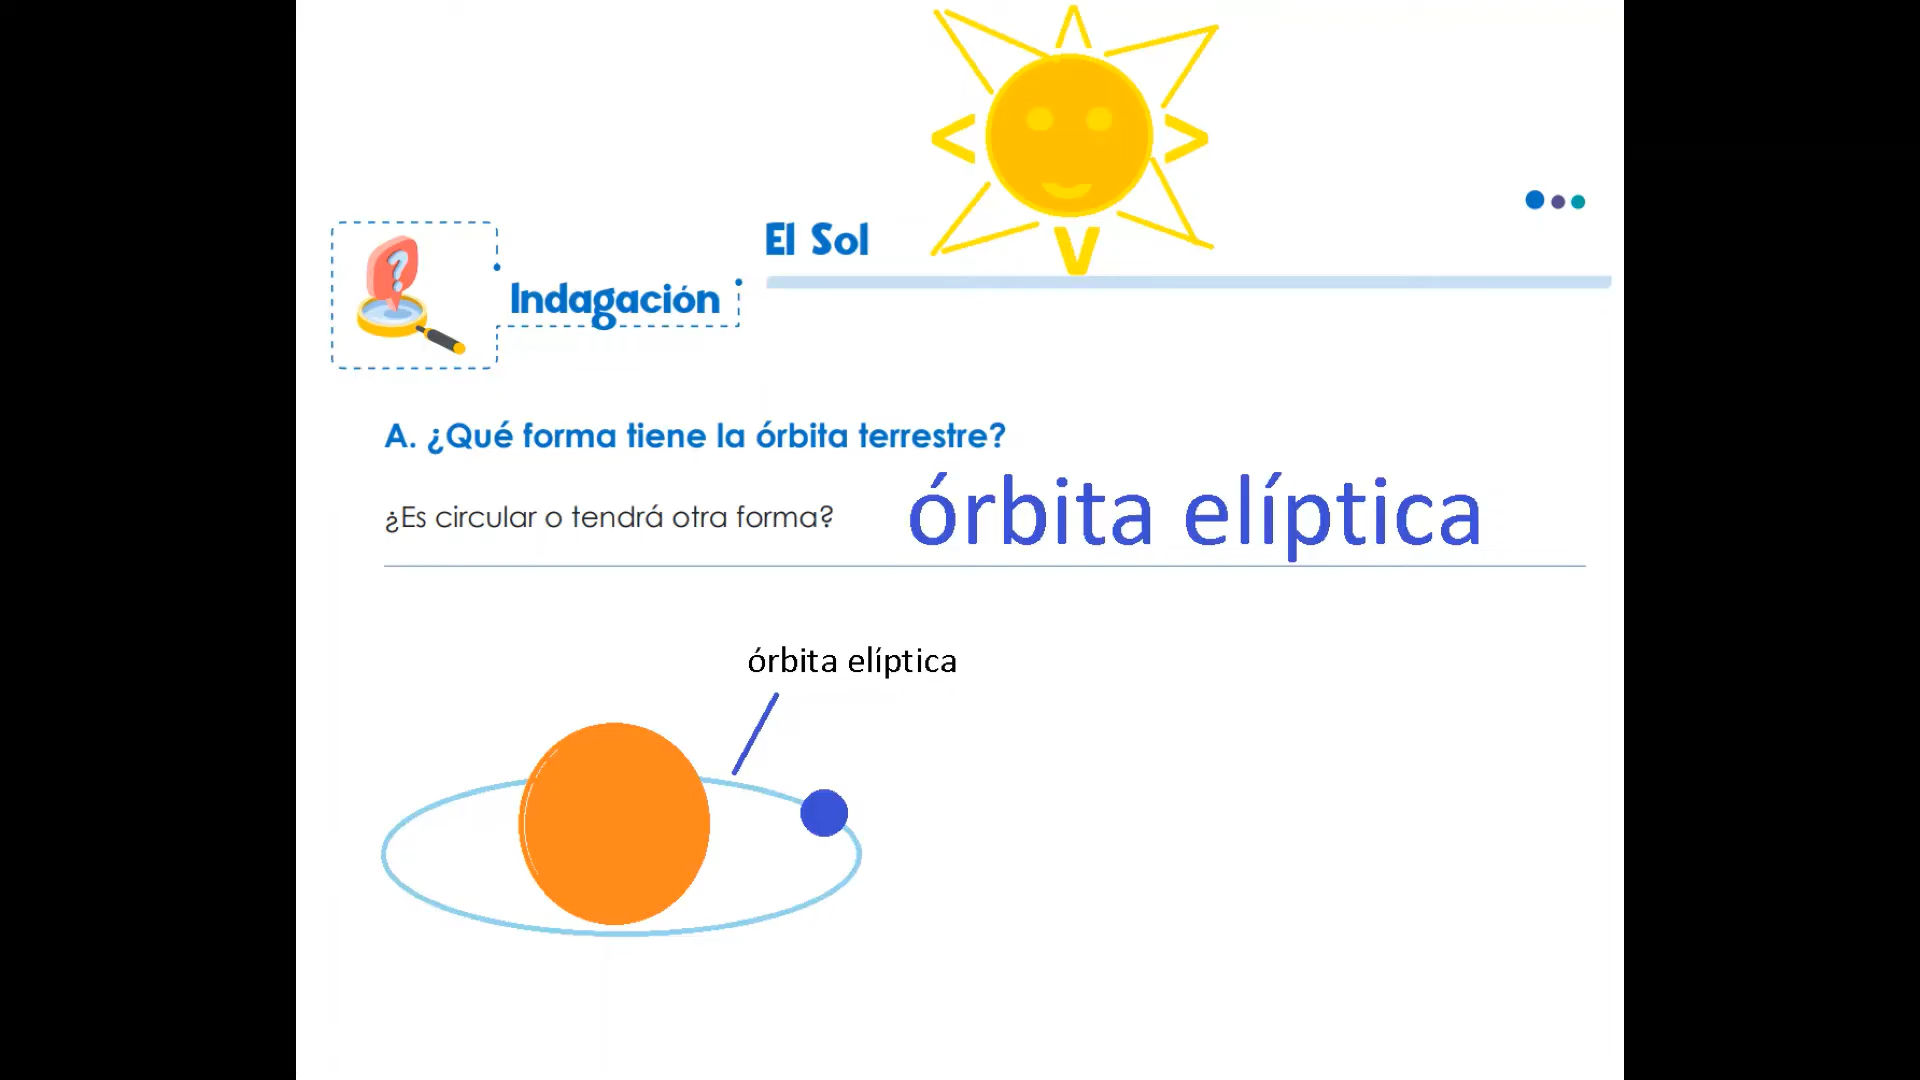 El Sol
Indagación
A. ¿Qué forma tiene la órbita terrestre?
¿Es circular o tendrá otra forma? órbita elíptica
órbita elíptica